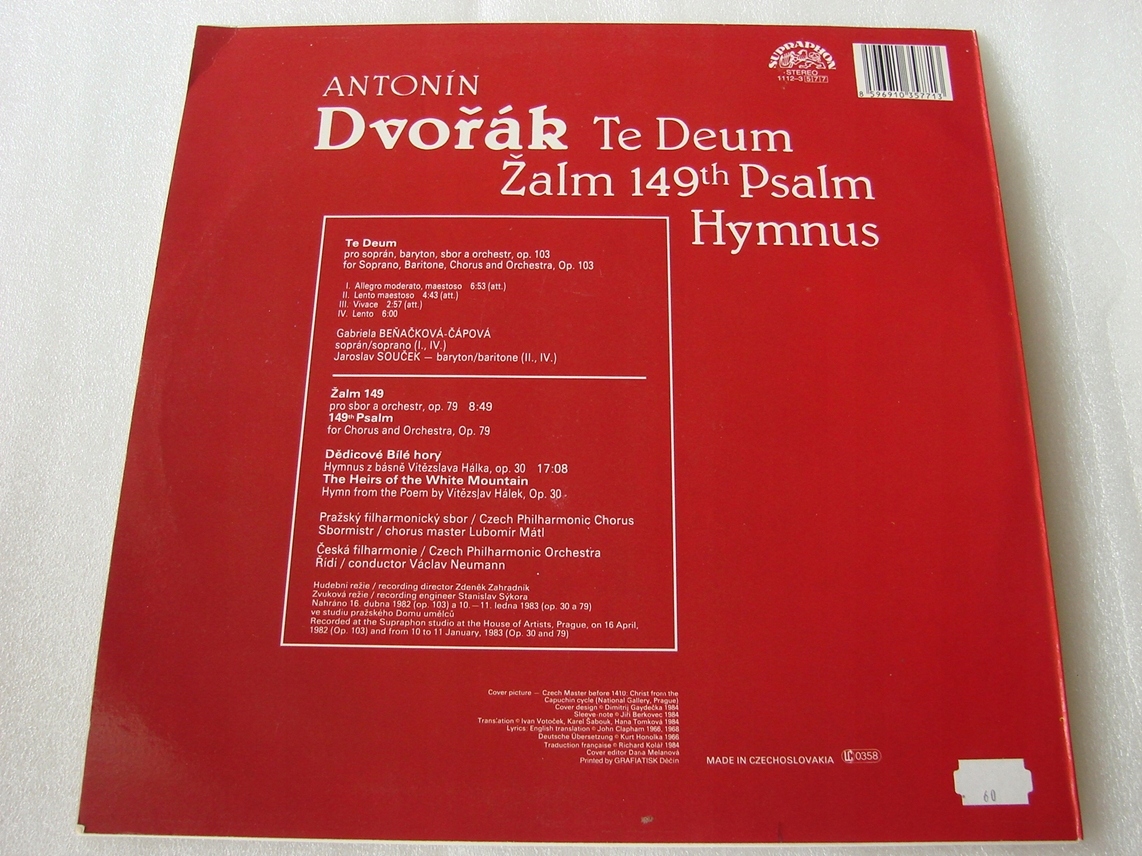 SUPRAPHON
STEREO
1112-3577
8 596910 357713
ANTONÍN
Dvořák Te Deum
Žalm 149th Psalm
Hymnus
Te Deum
pro soprán, baryton, sbor a orchestr, op. 103
for Soprano, Baritone, Chorus and Orchestra, Op. 103
I. Allegro moderato, maestoso 6:53 (att.)
II. Lento maestoso 4:43 (att.)
III. Vivace 2:57 (att.)
IV. Lento 6:00
Gabriela BEŇAČKOVÁ-ČÁPOVÁ
soprán/soprano (I., IV.)
Jaroslav SOUČEK — baryton/baritone (II., IV.)
Žalm 149
pro sbor a orchestr, op. 79 8:49
149th Psalm
for Chorus and Orchestra, Op. 79
Dědicové Bílé hory
Hymnus z básně Vítězslava Hálka, op. 30 17:08
The Heirs of the White Mountain
Hymn from the Poem by Vítězslav Hálek, Op. 30
Pražský filharmonický sbor / Czech Philharmonic Chorus
Sbormistr / chorus master Lubomír Mátl
Česká filharmonie / Czech Philharmonic Orchestra
Řídí / conductor Václav Neumann
Hudební režie / recording director Zdeněk Zahradník
Zvuková režie / recording engineer Stanislav Sýkora
Nahráno 16. dubna 1982 (op. 103) a 10.—11. ledna 1983 (op. 30 a 79)
ve studiu pražského Domu umělců
Recorded at the Supraphon studio at the House of Artists, Prague, on 16 April,
1982 (Op. 103) and from 10 to 11 January, 1983 (Op. 30 and 79)
Cover picture — Czech Master before 1410: Christ from the
Capuchin cycle (National Gallery, Prague)
Cover design © Dimitrij Gaydečka 1984
Sleeve-note © Jiří Berkovec 1984
Translation © Ivan Votoček, Karel Šabouk, Hana Tomková 1984
Lyrics: English translation © John Clapham 1966, 1968
Deutsche Übersetzung © Kurt Honolka 1966
Traduction française © Richard Kolář 1984
Cover editor Dana Melanová
Printed by GRAFIATISK Děčín
MADE IN CZECHOSLOVAKIA LC 0358
60